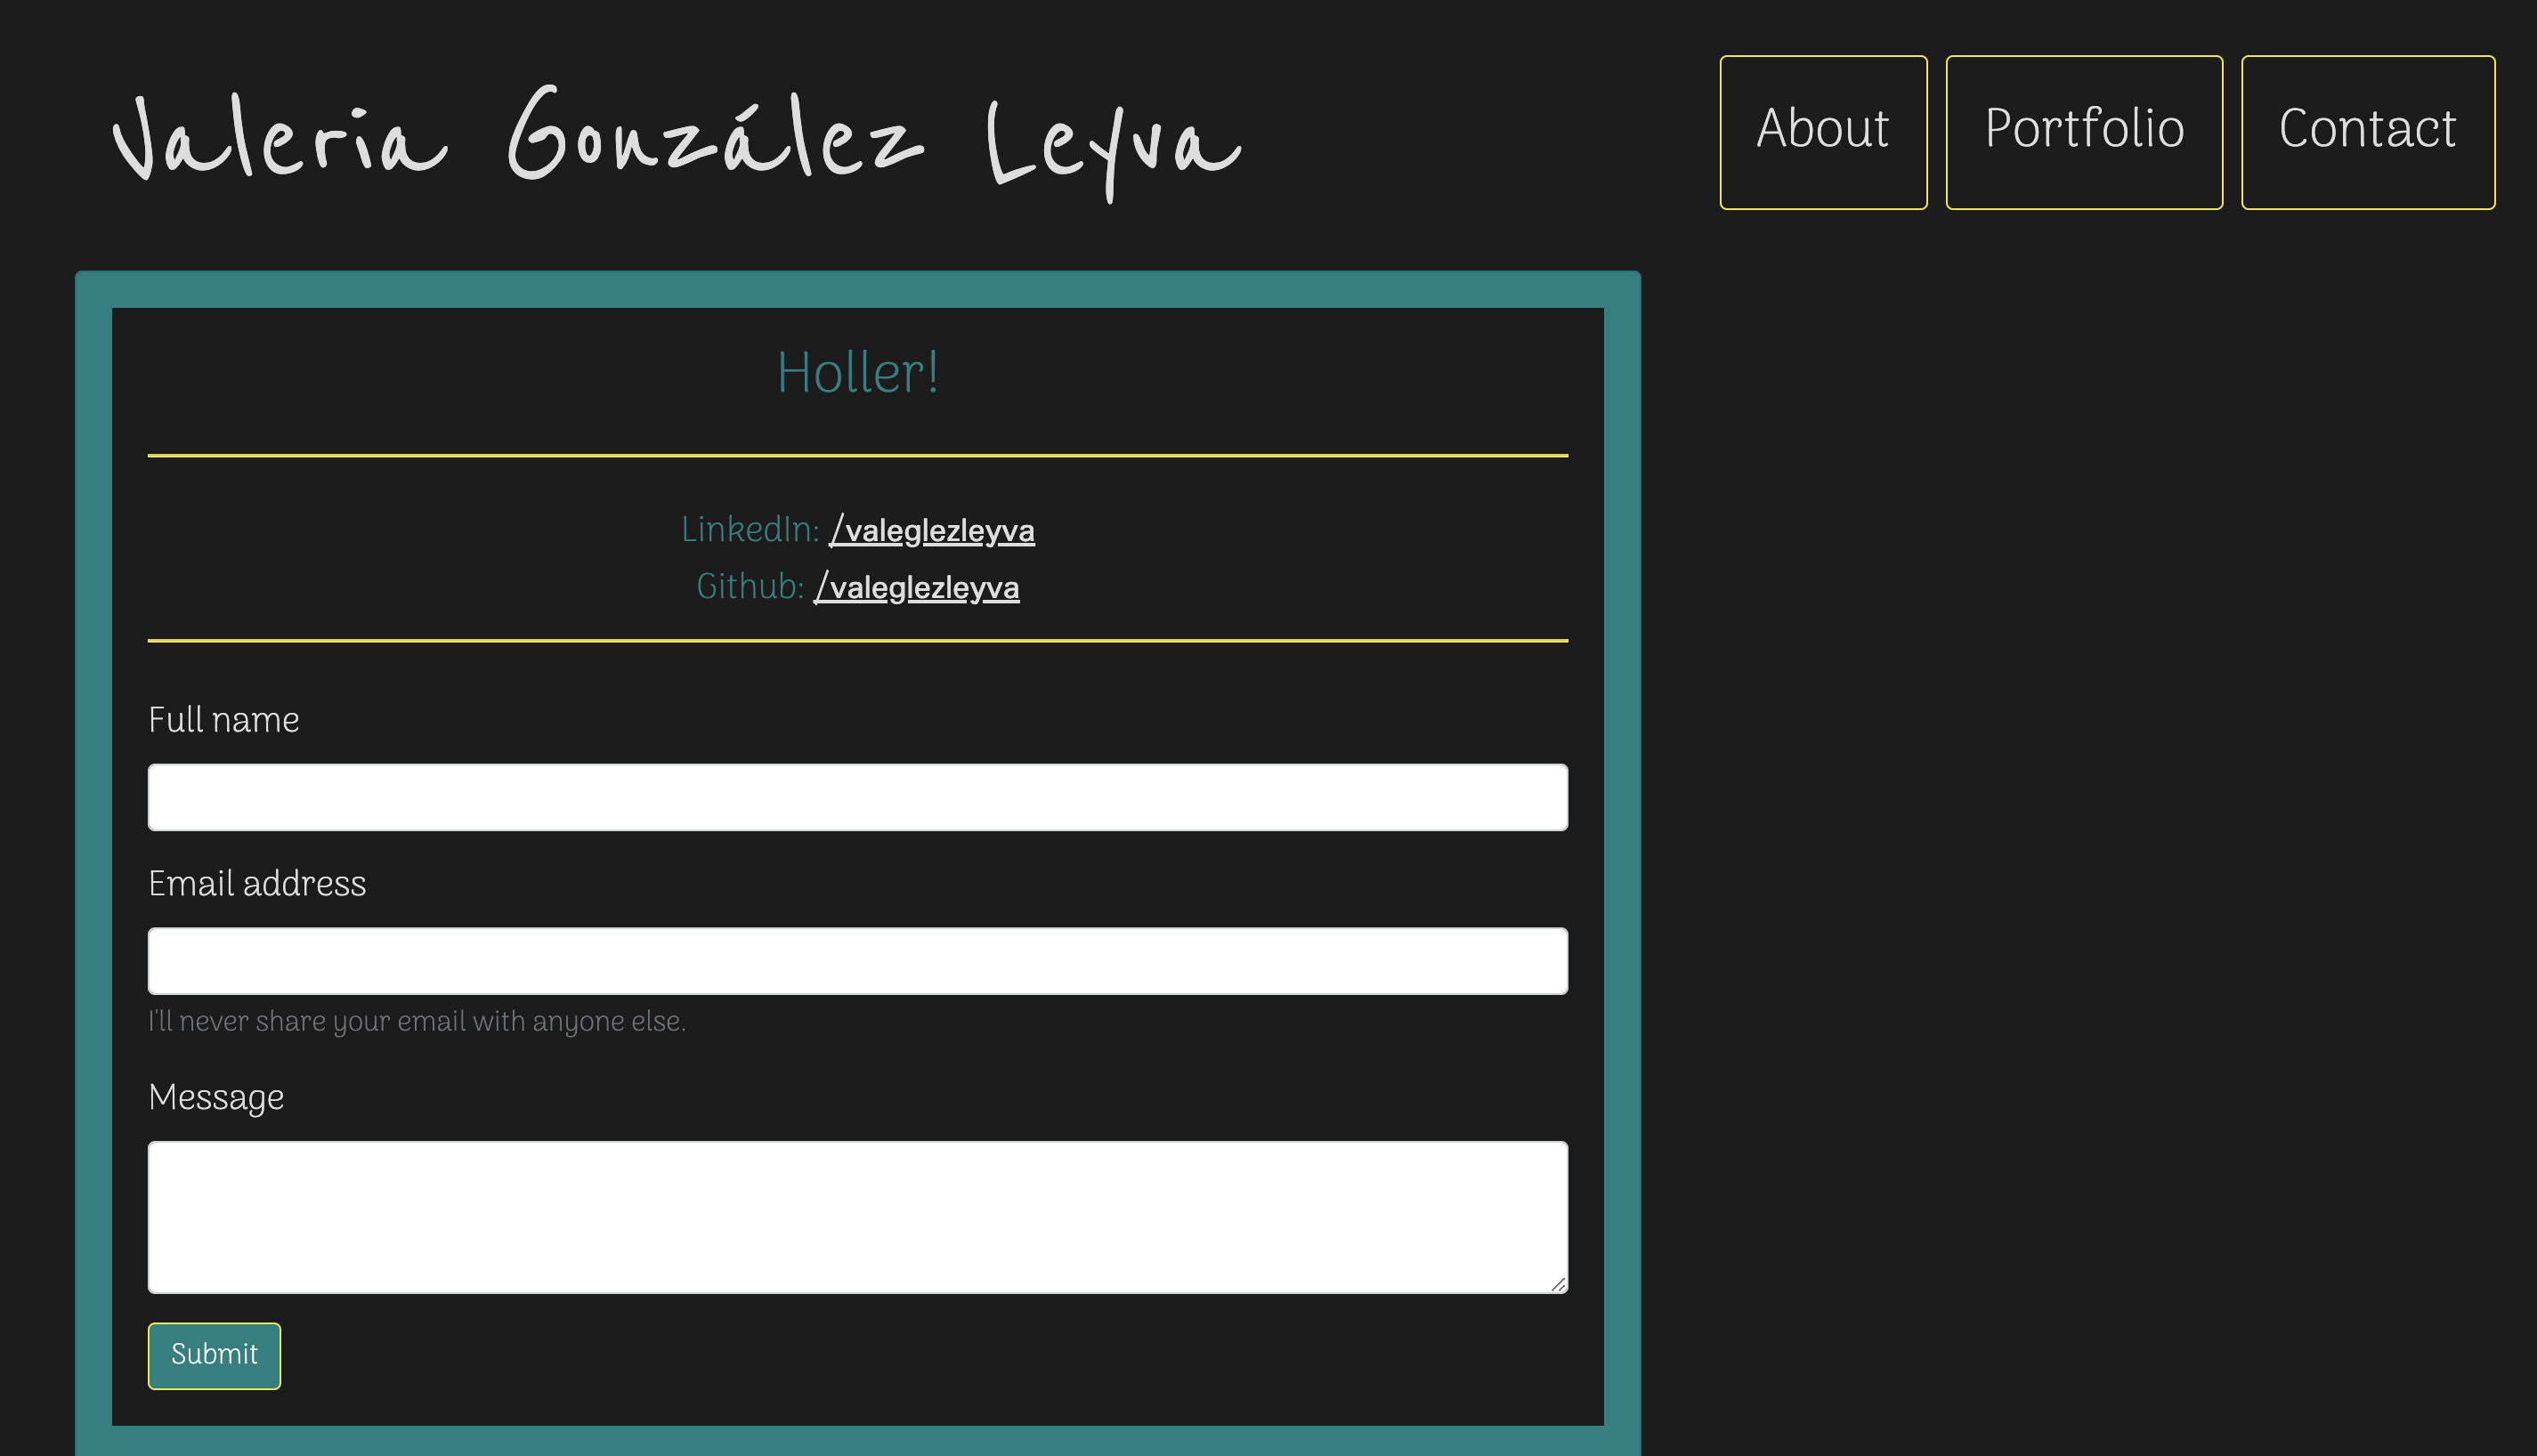 Valeria González Leyva
About
Portfolio
Contact
Holler!
LinkedIn: /valeglezleyva
Github: /valeglezleyva
Full name
Email address
I'll never share your email with anyone else.
Message
Submit